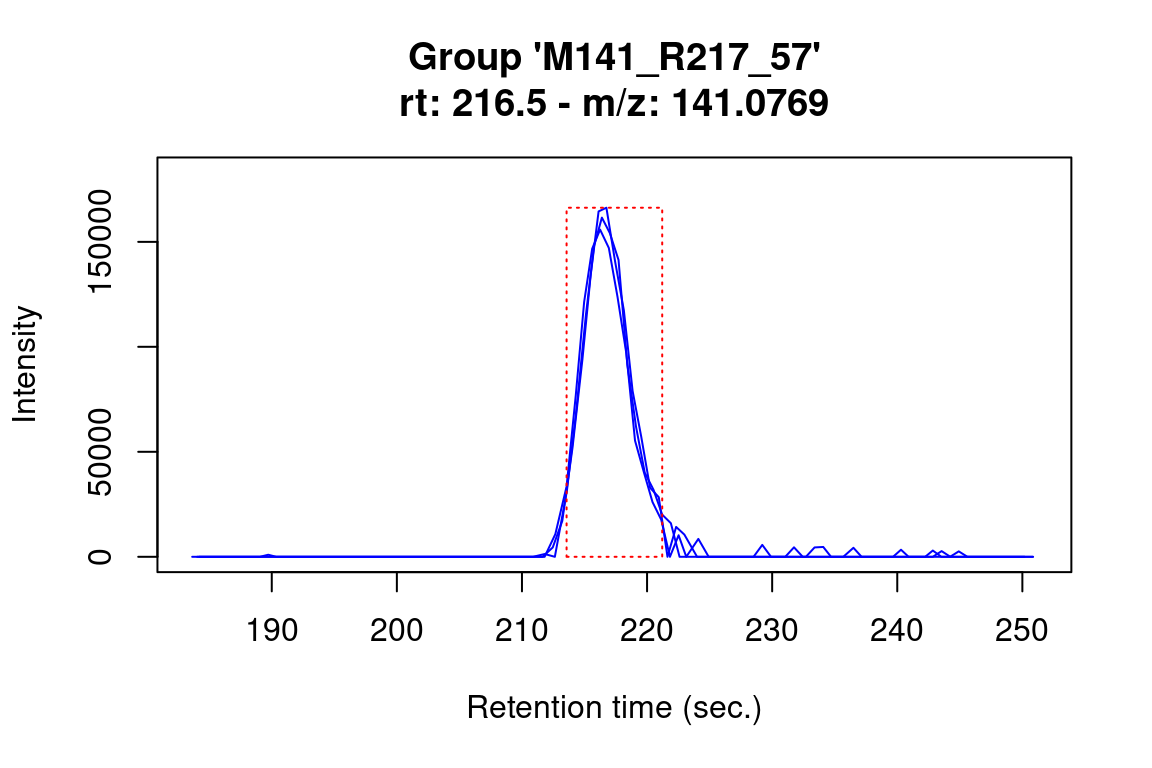 Group 'M141_R217_57'
rt: 216.5 - m/z: 141.0769
Intensity
150000
50000
0
190 200 210 220 230 240 250
Retention time (sec.)